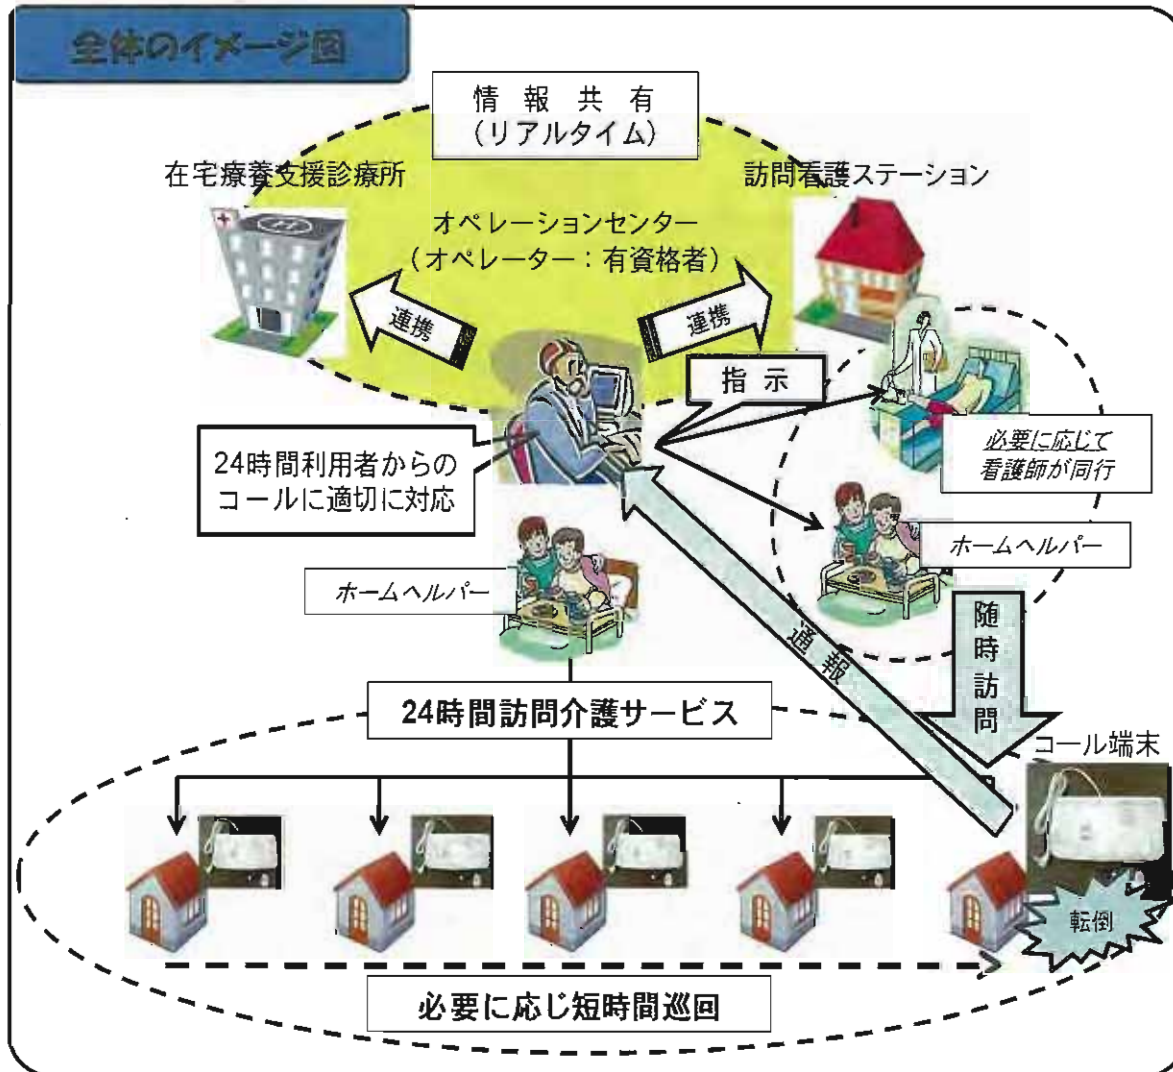 全体のイメージ図
情報共有
(リアルタイム)
在宅療養支援診療所
訪問看護ステーション
オペレーションセンター
(オペレーター:有資格者)
連携
連携
指示
24時間利用者からの
コールに適切に対応
必要に応じて
看護師が同行
ホームヘルパー
ホームヘルパー
随時訪問
通報
24時間訪問介護サービス
コール端末
転倒
必要に応じ短時間巡回